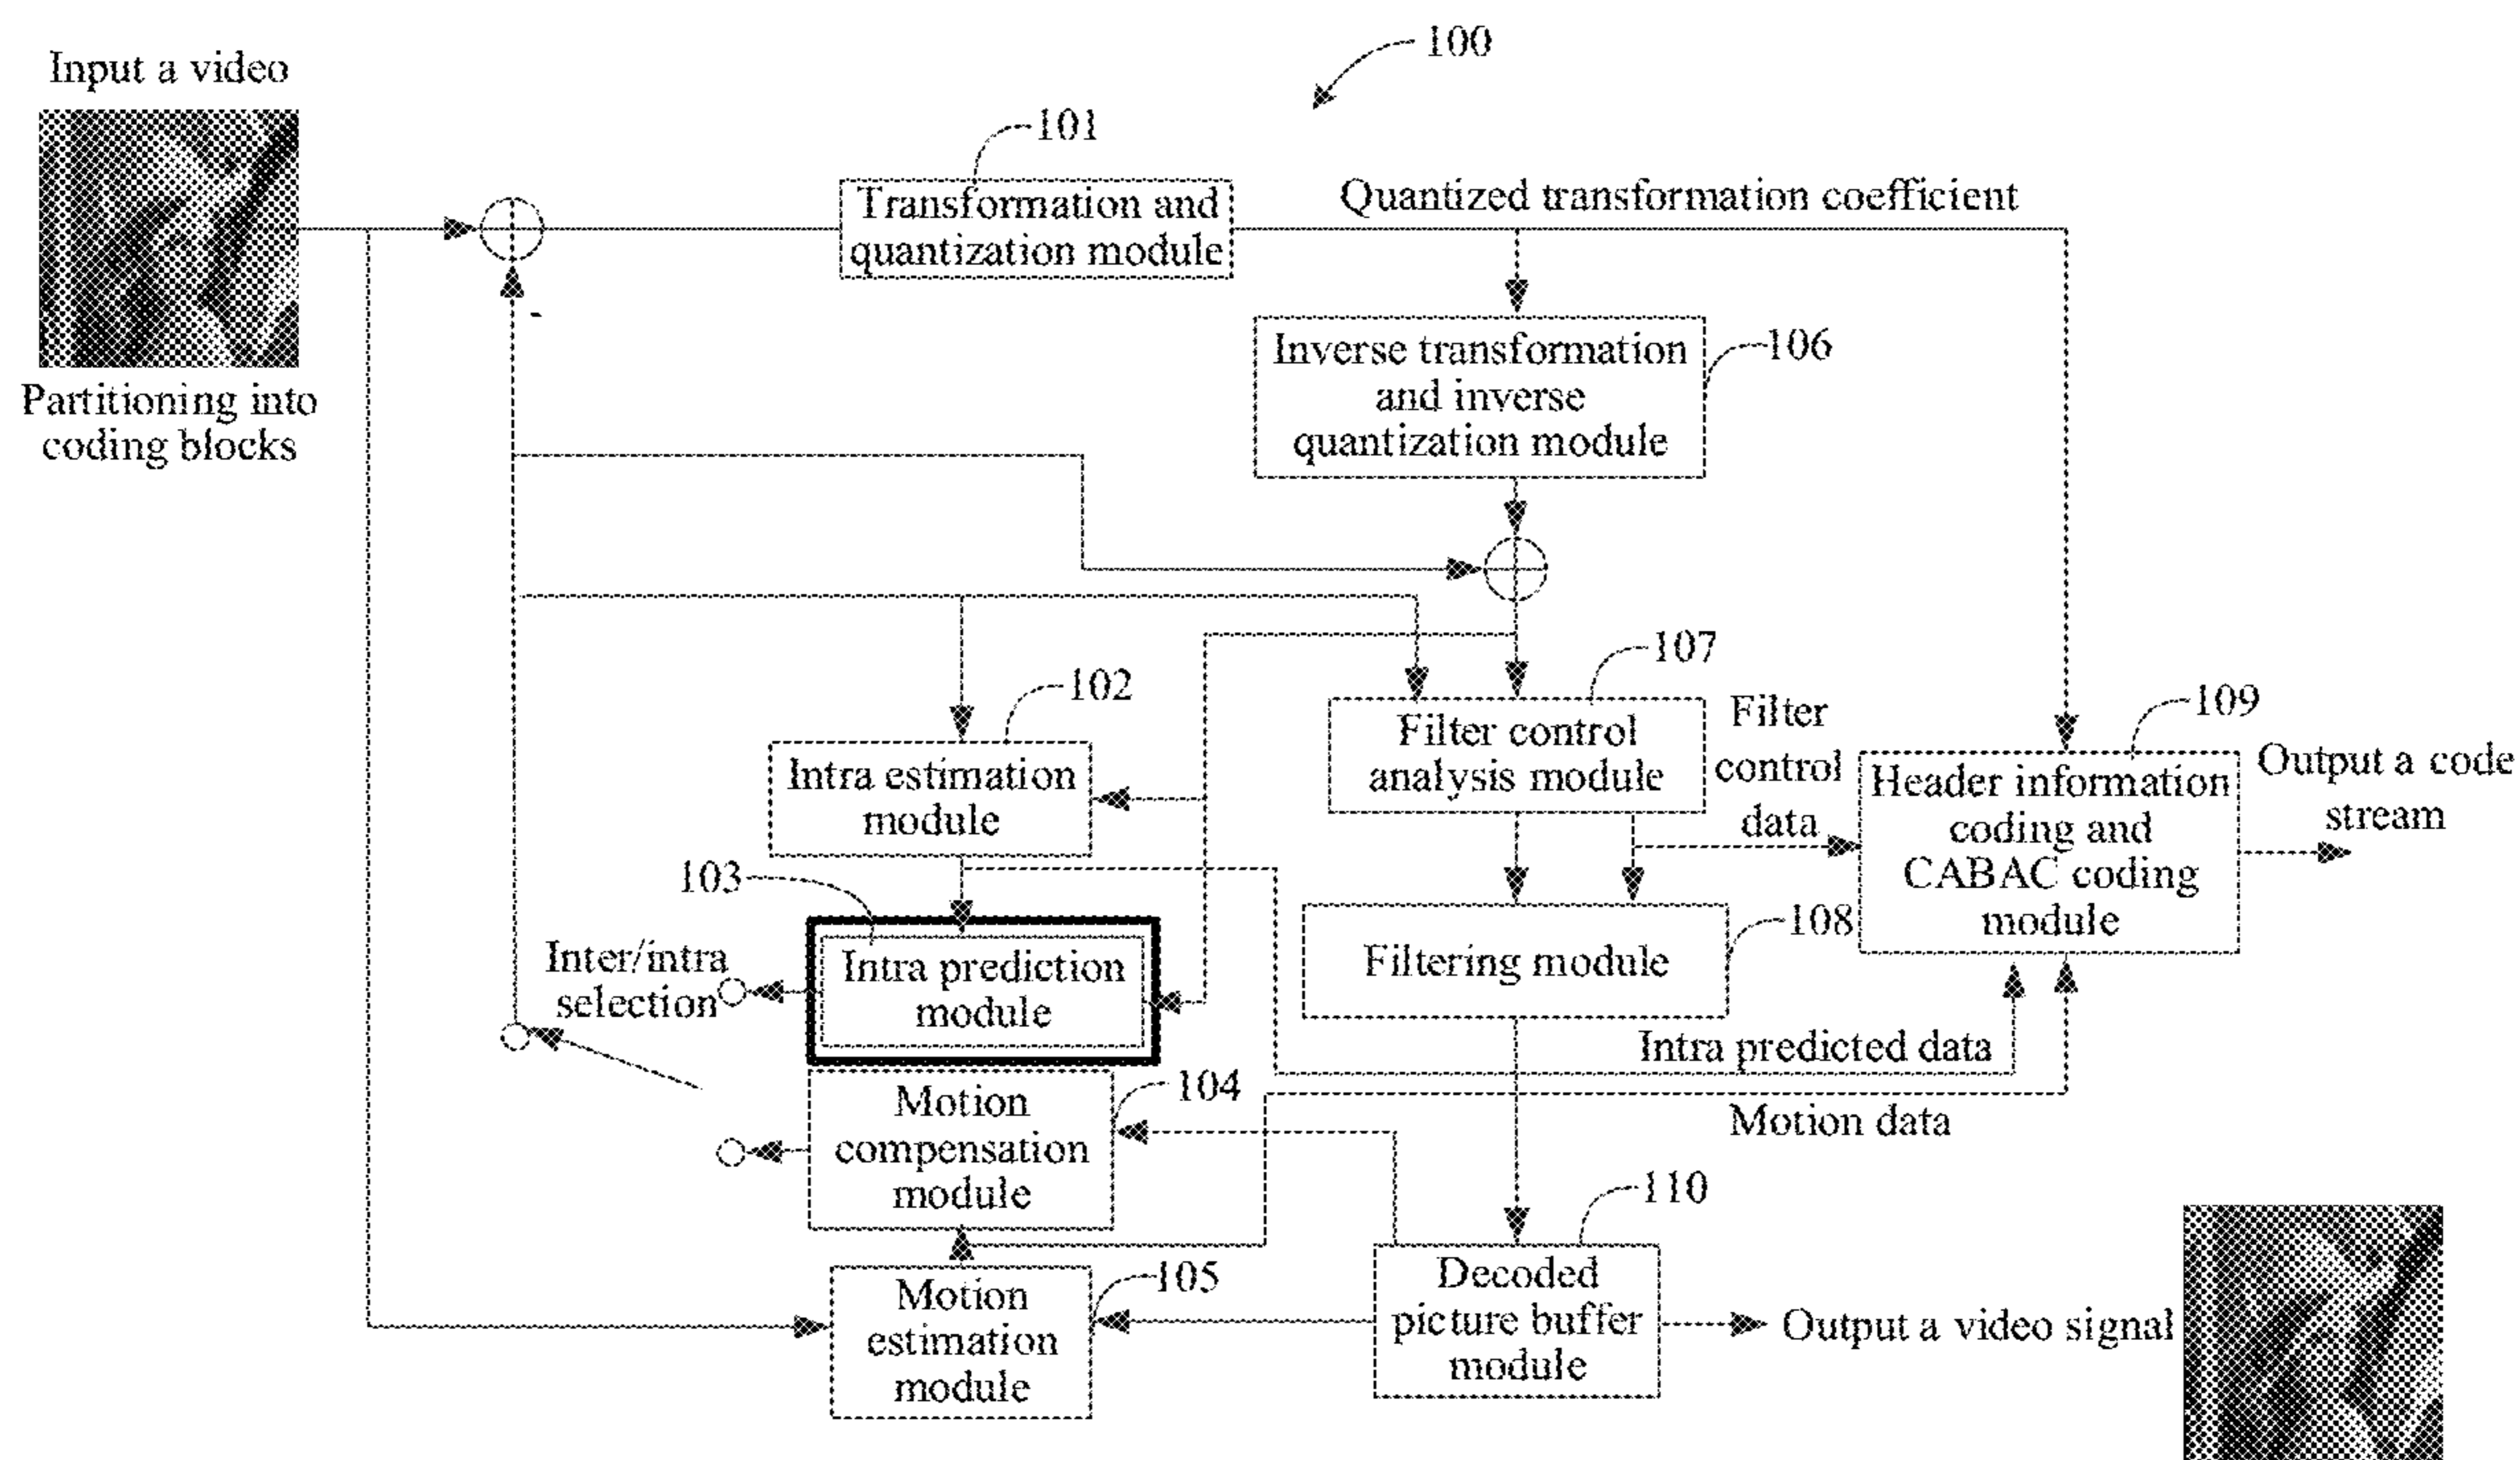 100
Input a video
101
Transformation and
quantization module
Quantized transformation coefficient
-
Inverse transformation
and inverse
quantization module
106
Partitioning into
coding blocks
107
102
Filter control
analysis module
Filter
control
data
109
Header information
coding and
CABAC coding
module
Output a code
stream
Intra estimation
module
103
Inter/intra
selection
Intra prediction
module
108
Filtering module
Intra predicted data
104
Motion
compensation
module
Motion data
110
105
Motion
estimation
module
Decoded
picture buffer
module
Output a video signal